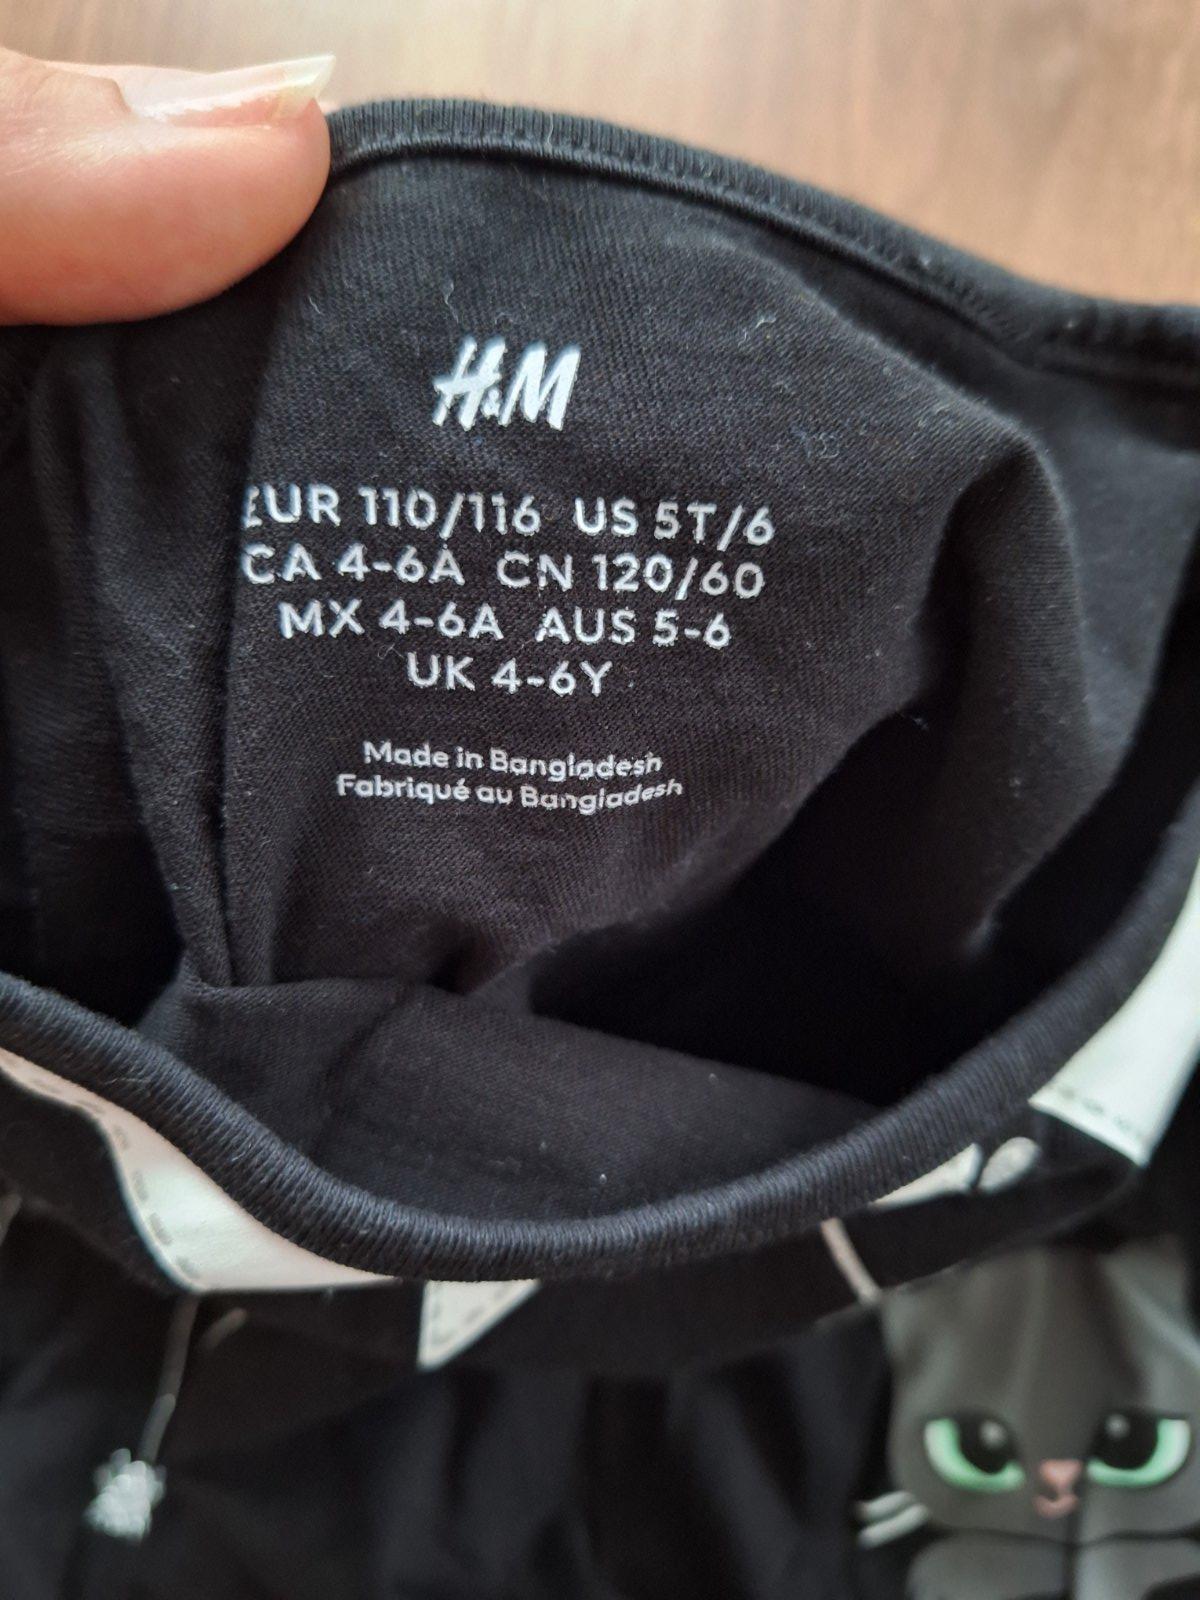 H&M
EUR 110/116 US 5T/6
CA 4-6A CN 120/60
MX 4-6A AUS 5-6
UK 4-6Y
Made in Bangladesh
Fabriqué au Bangladesh